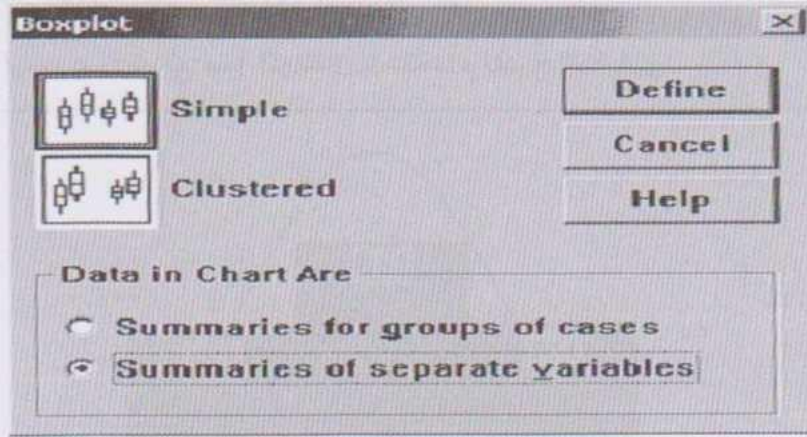 Boxplot
Simple
Clustered
Define
Cancel
Help
Data in Chart Are
Summaries for groups of cases
Summaries of separate variables